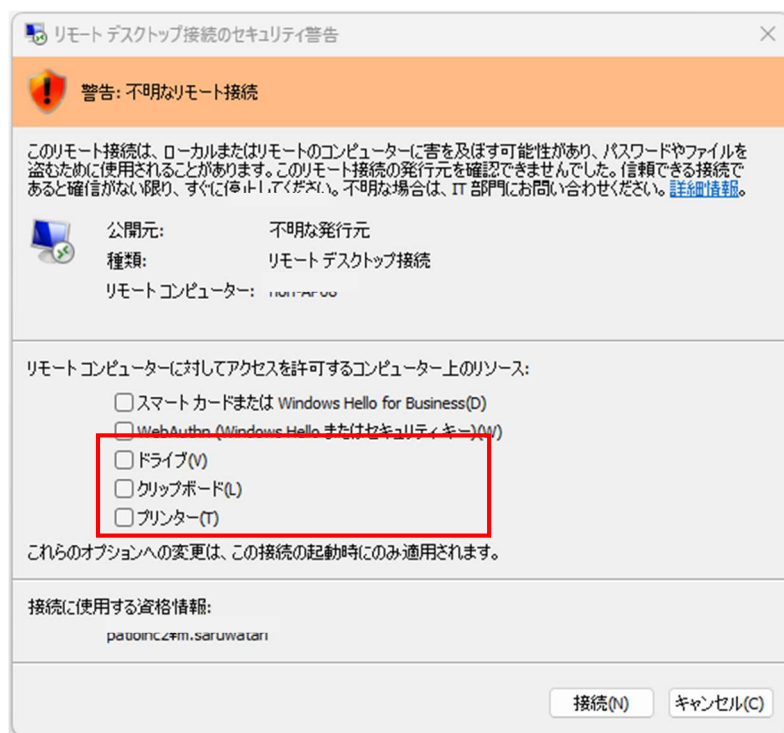 リモート デスクトップ接続のセキュリティ警告
警告: 不明なリモート接続
このリモート接続は、ローカルまたはリモートのコンピューターに害を及ぼす可能性があり、パスワードやファイルを
盗むために使用されることがあります。このリモート接続の発行元を確認できませんでした。信頼できる接続で
あると確信がない限り、すぐに停止してください。不明な場合は、IT 部門にお問い合わせください。詳細情報。
公開元: 不明な発行元
種類: リモート デスクトップ接続
リモート コンピューター:
リモート コンピューターに対してアクセスを許可するコンピューター上のリソース:
スマート カードまたは Windows Hello for Business(D)
WebAuthn (Windows Hello またはセキュリティ キー)(W)
ドライブ(V)
クリップボード(L)
プリンター(T)
これらのオプションへの変更は、この接続の起動時にのみ適用されます。
接続に使用する資格情報:
接続(N) キャンセル(C)